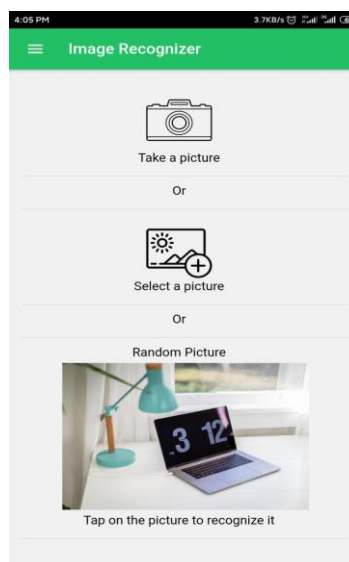 4:05 PM 3.7KB/s
Image Recognizer
Take a picture
Or
Select a picture
Or
Random Picture
3 12
Tap on the picture to recognize it